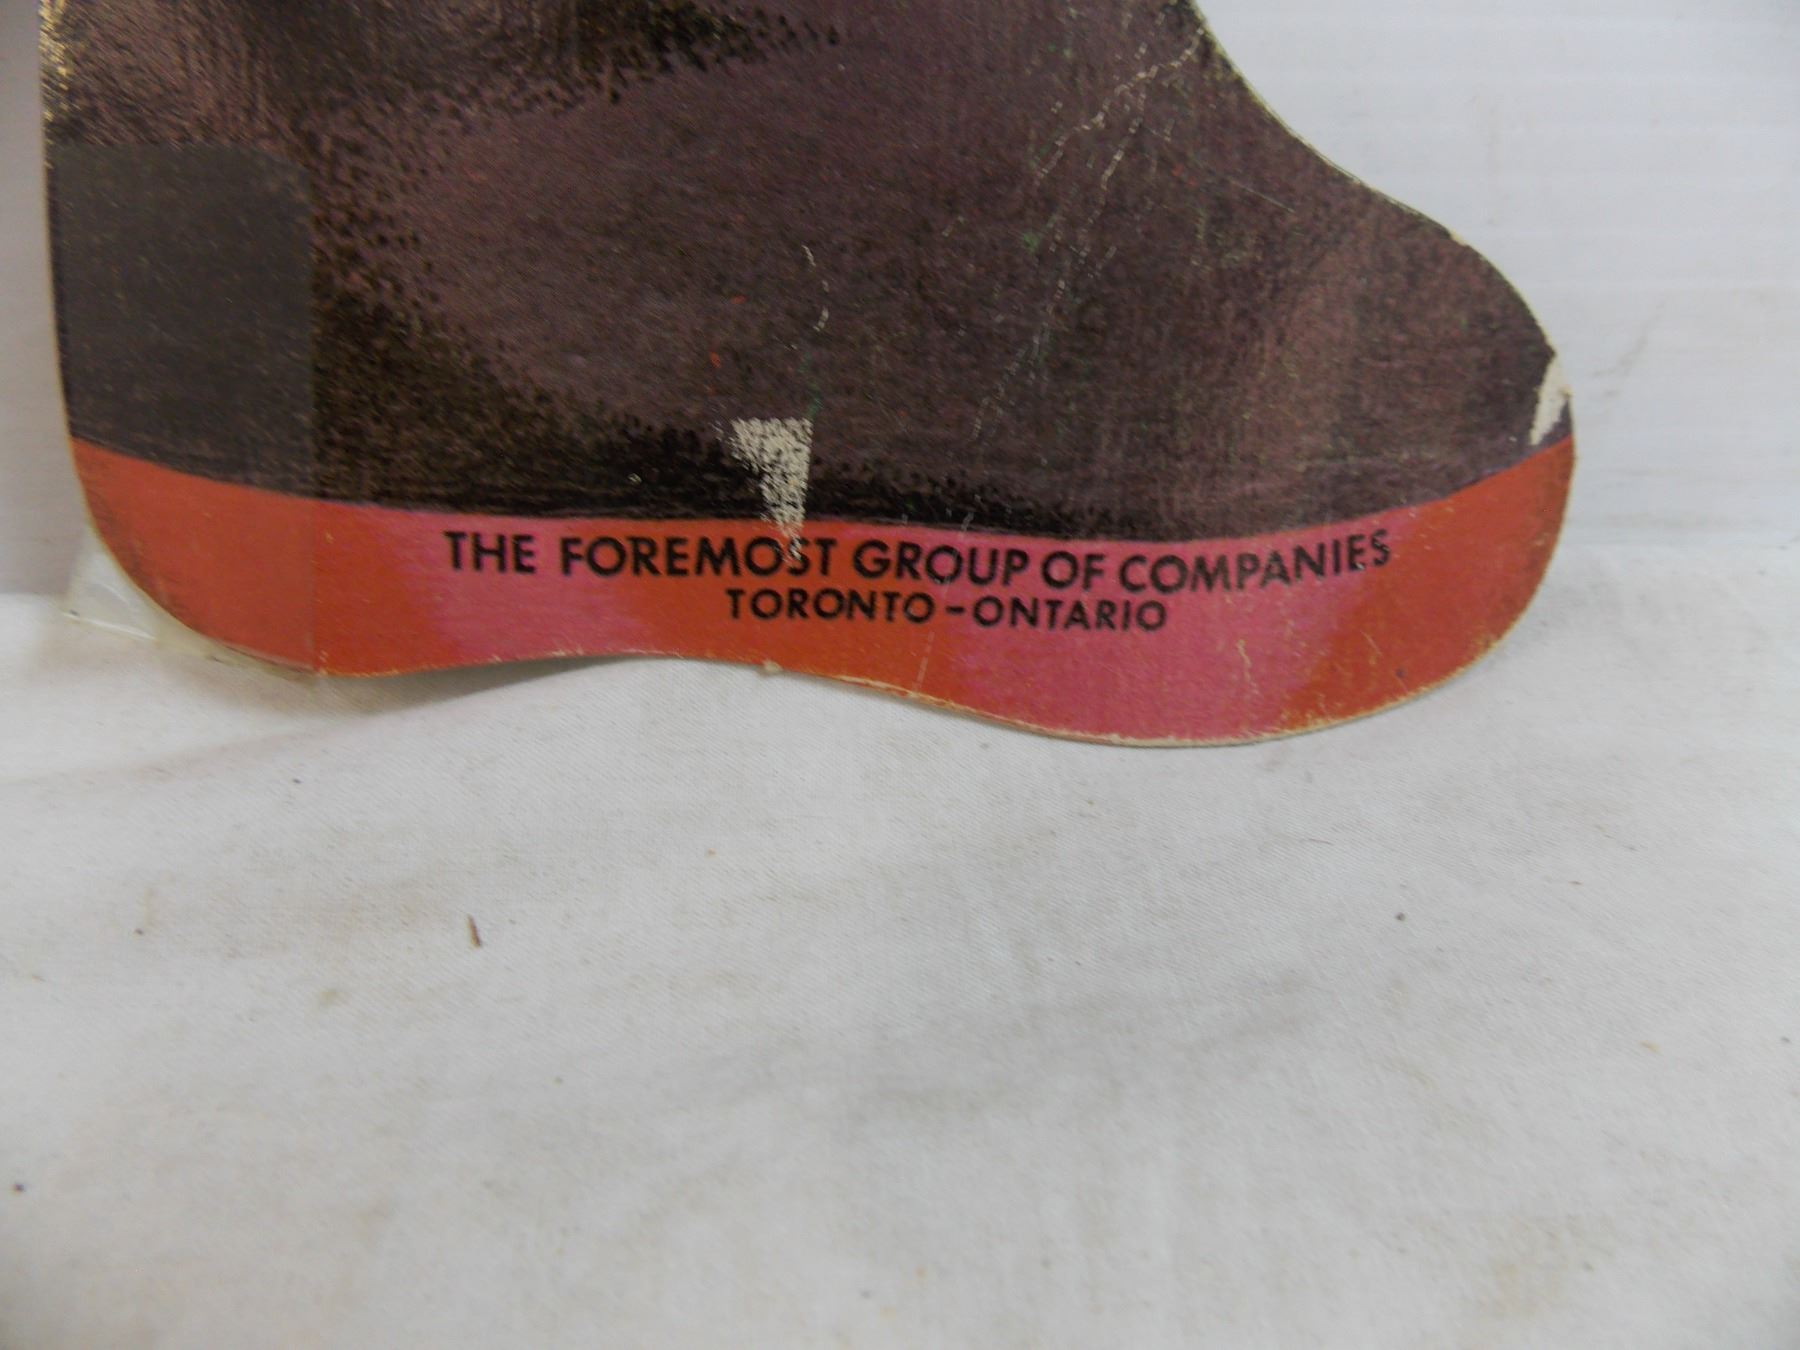 THE FOREMOST GROUP OF COMPANIES
TORONTO-ONTARIO